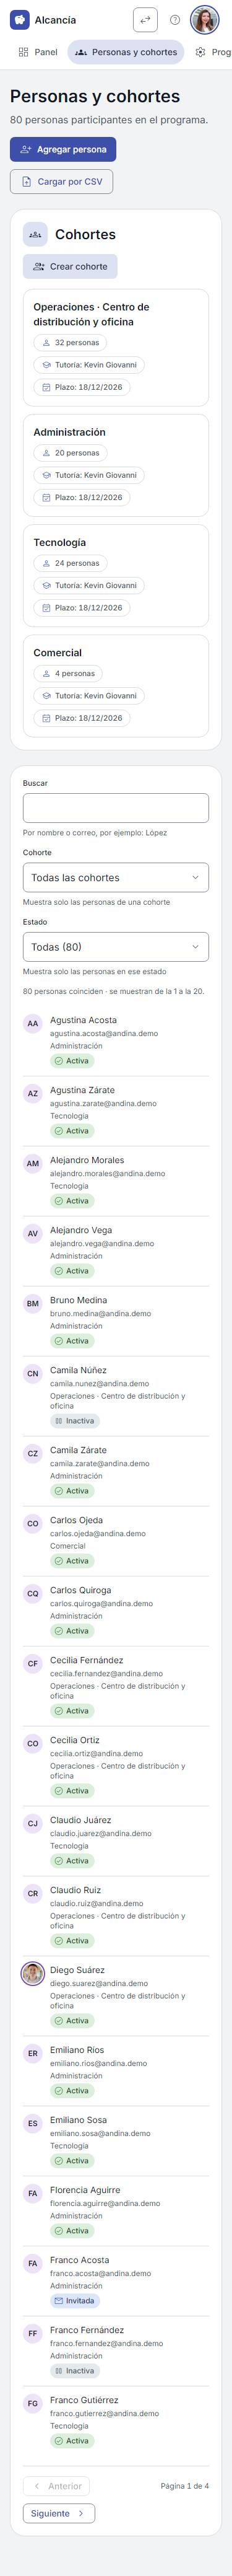 Alcancía
Panel
Personas y cohortes
Prog
Personas y cohortes
80 personas participantes en el programa.
Agregar persona
Cargar por CSV
Cohortes
Crear cohorte
Operaciones · Centro de
distribución y oficina
32 personas
Tutoría: Kevin Giovanni
Plazo: 18/12/2026
Administración
20 personas
Tutoría: Kevin Giovanni
Plazo: 18/12/2026
Tecnología
24 personas
Tutoría: Kevin Giovanni
Plazo: 18/12/2026
Comercial
4 personas
Tutoría: Kevin Giovanni
Plazo: 18/12/2026
Buscar
Por nombre o correo, por ejemplo: López
Cohorte
Todas las cohortes
Muestra solo las personas de una cohorte
Estado
Todas (80)
Muestra solo las personas en ese estado
80 personas coinciden · se muestran de la 1 a la 20.
AA
Agustina Acosta
agustina.acosta@andina.demo
Administración
Activa
AZ
Agustina Zárate
agustina.zarate@andina.demo
Tecnología
Activa
AM
Alejandro Morales
alejandro.morales@andina.demo
Tecnología
Activa
AV
Alejandro Vega
alejandro.vega@andina.demo
Administración
Activa
BM
Bruno Medina
bruno.medina@andina.demo
Administración
Activa
CN
Camila Núñez
camila.nunez@andina.demo
Operaciones · Centro de distribución y
oficina
Inactiva
CZ
Camila Zárate
camila.zarate@andina.demo
Administración
Activa
CO
Carlos Ojeda
carlos.ojeda@andina.demo
Comercial
Activa
CQ
Carlos Quiroga
carlos.quiroga@andina.demo
Administración
Activa
CF
Cecilia Fernández
cecilia.fernandez@andina.demo
Operaciones · Centro de distribución y
oficina
Activa
CO
Cecilia Ortiz
cecilia.ortiz@andina.demo
Operaciones · Centro de distribución y
oficina
Activa
CJ
Claudio Juárez
claudio.juarez@andina.demo
Tecnología
Activa
CR
Claudio Ruiz
claudio.ruiz@andina.demo
Operaciones · Centro de distribución y
oficina
Activa
Diego Suárez
diego.suarez@andina.demo
Operaciones · Centro de distribución y
oficina
Activa
ER
Emiliano Ríos
emiliano.rios@andina.demo
Administración
Activa
ES
Emiliano Sosa
emiliano.sosa@andina.demo
Tecnología
Activa
FA
Florencia Aguirre
florencia.aguirre@andina.demo
Administración
Activa
FA
Franco Acosta
franco.acosta@andina.demo
Administración
Invitada
FF
Franco Fernández
franco.fernandez@andina.demo
Administración
Inactiva
FG
Franco Gutiérrez
franco.gutierrez@andina.demo
Tecnología
Activa
Anterior
Página 1 de 4
Siguiente